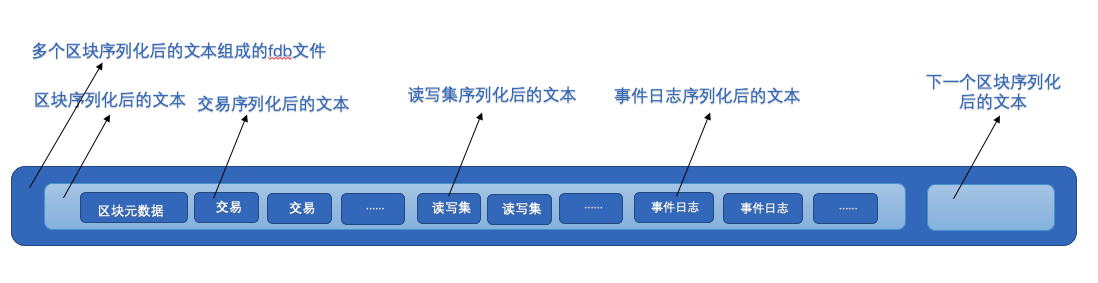 多个区块序列化后的文本组成的fdb文件
区块序列化后的文本
交易序列化后的文本
读写集序列化后的文本
事件日志序列化后的文本
下一个区块序列化
后的文本
区块元数据
交易
交易
......
读写集
读写集
......
事件日志
事件日志
......